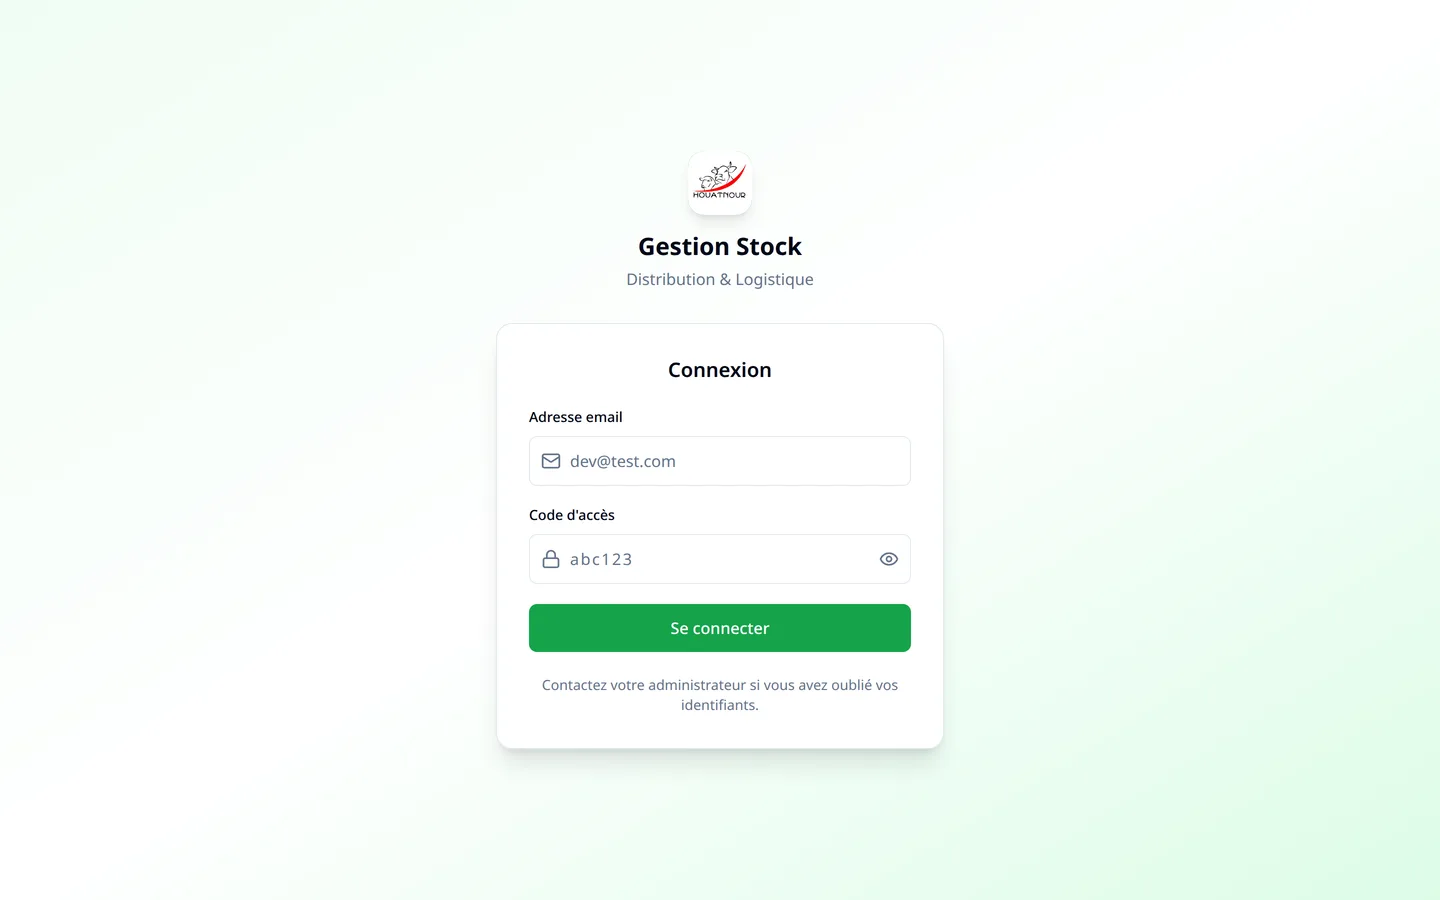 HOUATNOUR
Gestion Stock
Distribution & Logistique
Connexion
Adresse email
dev@test.com
Code d'accès
abc123
Se connecter
Contactez votre administrateur si vous avez oublié vos
identifiants.